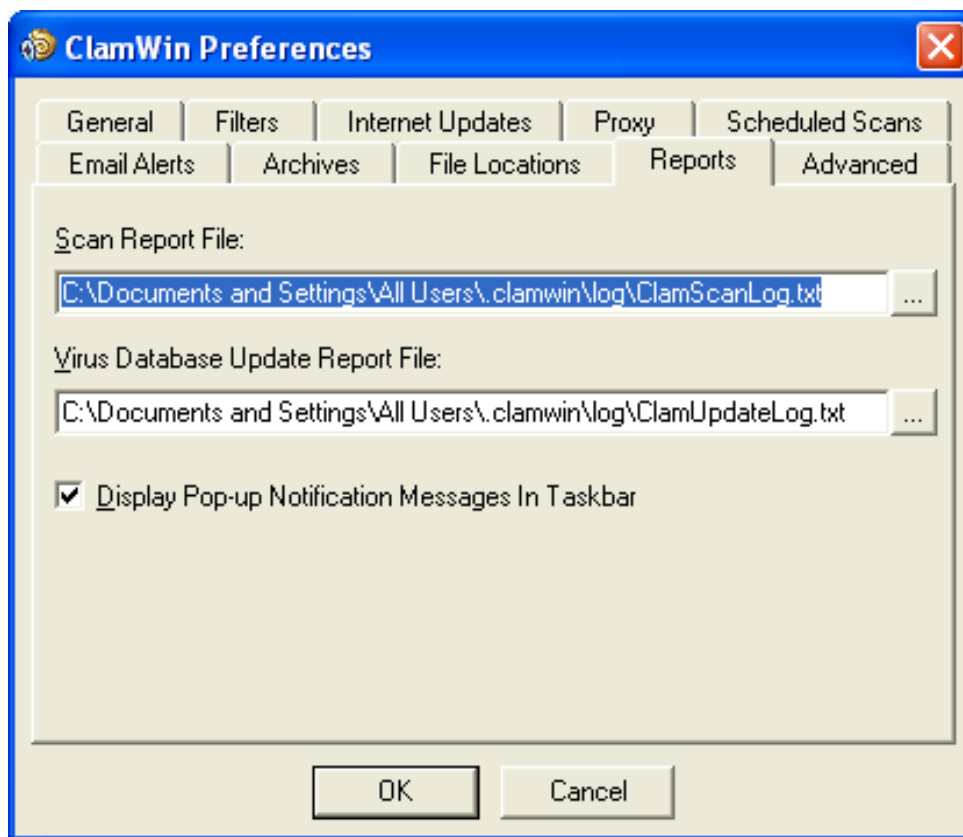 ClamWin Preferences
General Filters Internet Updates Proxy Scheduled Scans
Email Alerts Archives File Locations Reports Advanced
Scan Report File:
C:\Documents and Settings\All Users\.clamwin\log\ClamScanLog.txt ...
Virus Database Update Report File:
C:\Documents and Settings\All Users\.clamwin\log\ClamUpdateLog.txt ...
Display Pop-up Notification Messages In Taskbar
OK Cancel